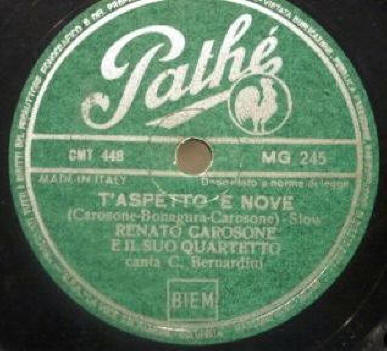 Pathé
CMT 448 MG 245
MADE IN ITALY Depositato a norme di legge
T'ASPETTO 'E NOVE
(Carosone-Bonagura-Carosone) - Slow
RENATO CAROSONE
E IL SUO QUARTETTO
canta C. Bernardini
BIEM